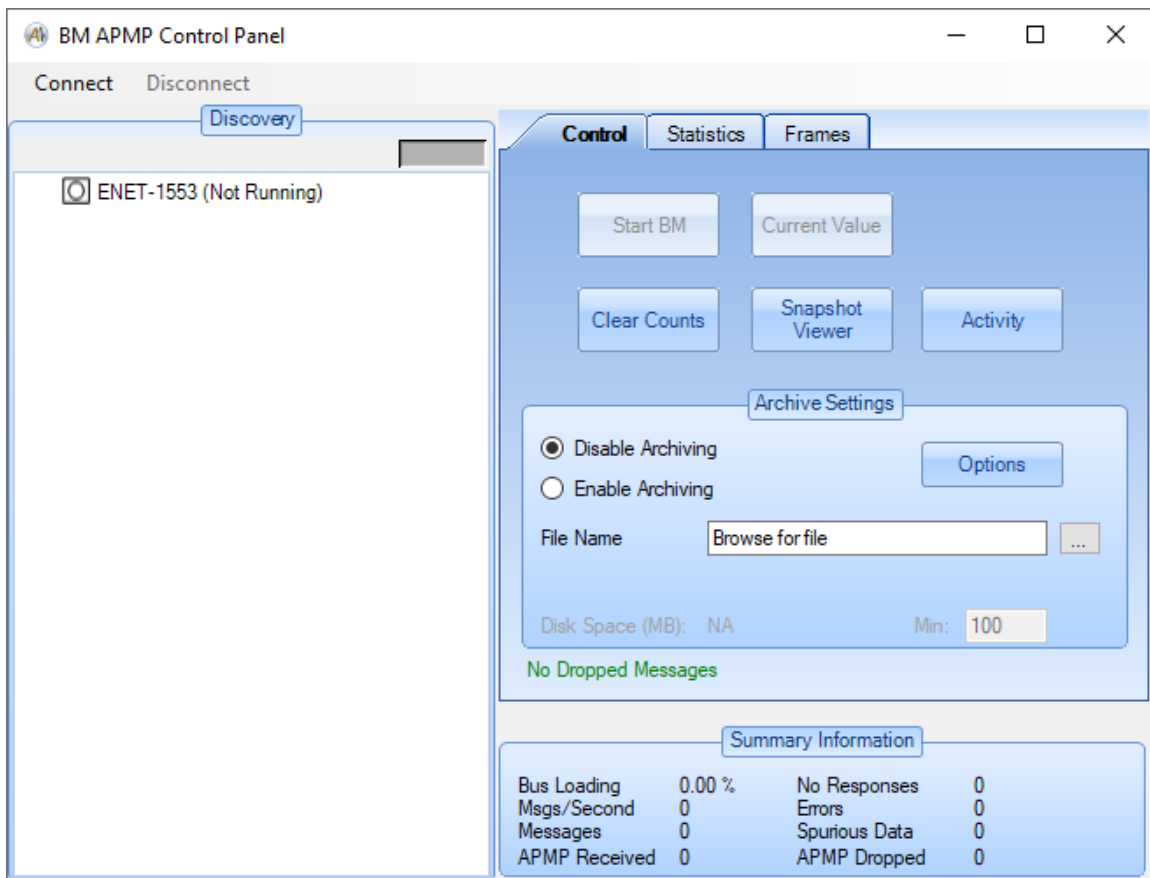 BM APMP Control Panel
Connect Disconnect
Discovery
ENET-1553 (Not Running)
Control Statistics Frames
Start BM Current Value
Clear Counts Snapshot Viewer Activity
Archive Settings
Disable Archiving
Options
Enable Archiving
File Name Browse for file ...
Disk Space (MB): NA Min: 100
No Dropped Messages
Summary Information
Bus Loading 0.00 % No Responses 0
Msgs/Second 0 Errors 0
Messages 0 Spurious Data 0
APMP Received 0 APMP Dropped 0